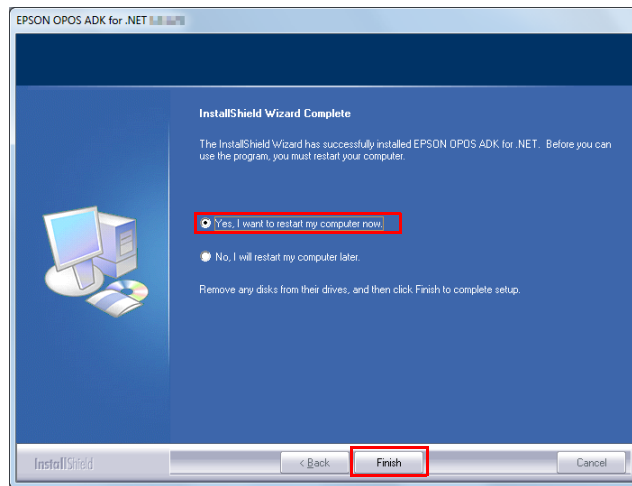 EPSON OPOS ADK for .NET
InstallShield Wizard Complete
The InstallShield Wizard has successfully installed EPSON OPOS ADK for .NET. Before you can
use the program, you must restart your computer.
Yes, I want to restart my computer now.
No, I will restart my computer later.
Remove any disks from their drives, and then click Finish to complete setup.
InstallShield
< Back
Finish
Cancel